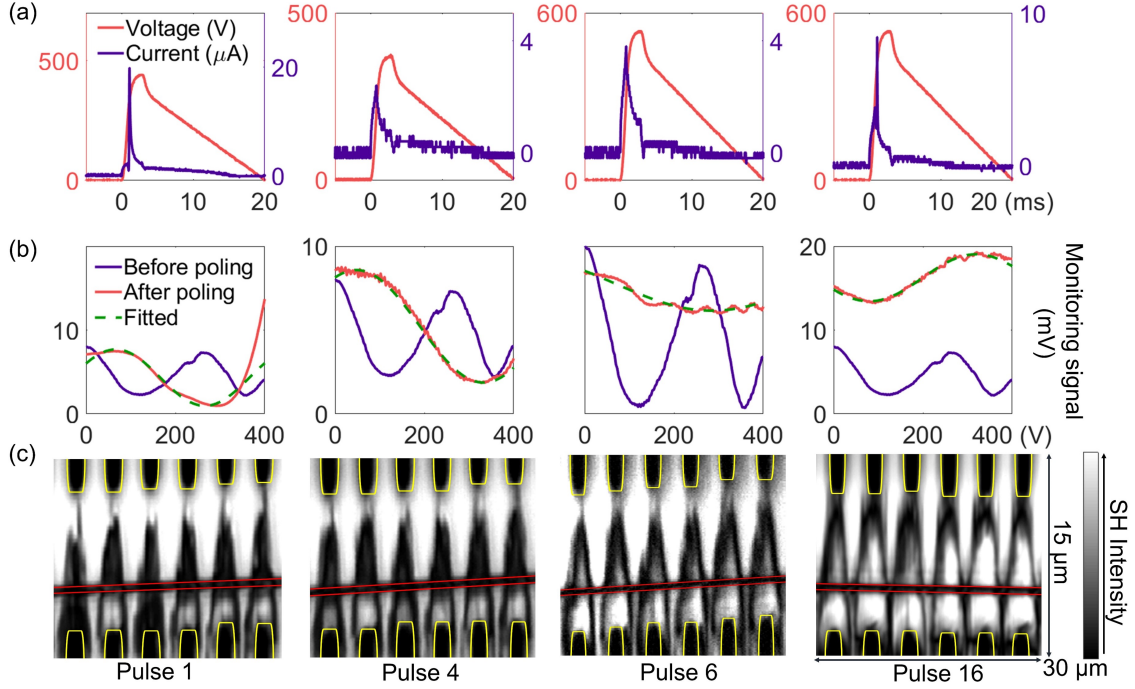 (a)
500
600
600
10
Voltage (V)
Current (μA)
500
20
4
4
0
0
0
0
0
0
0
0
0 20
0 10 20
0 10 20
0 10 (ms)
(b)
Before poling
After poling
Fitted
10
20
10
10
0
0
0
0 200 400
0 200 400
0 200 400
0 200 400 (V)
Monitoring signal
(mV)
(c)
15 μm
SH Intensity
Pulse 1
Pulse 4
Pulse 6
Pulse 16
30 μm